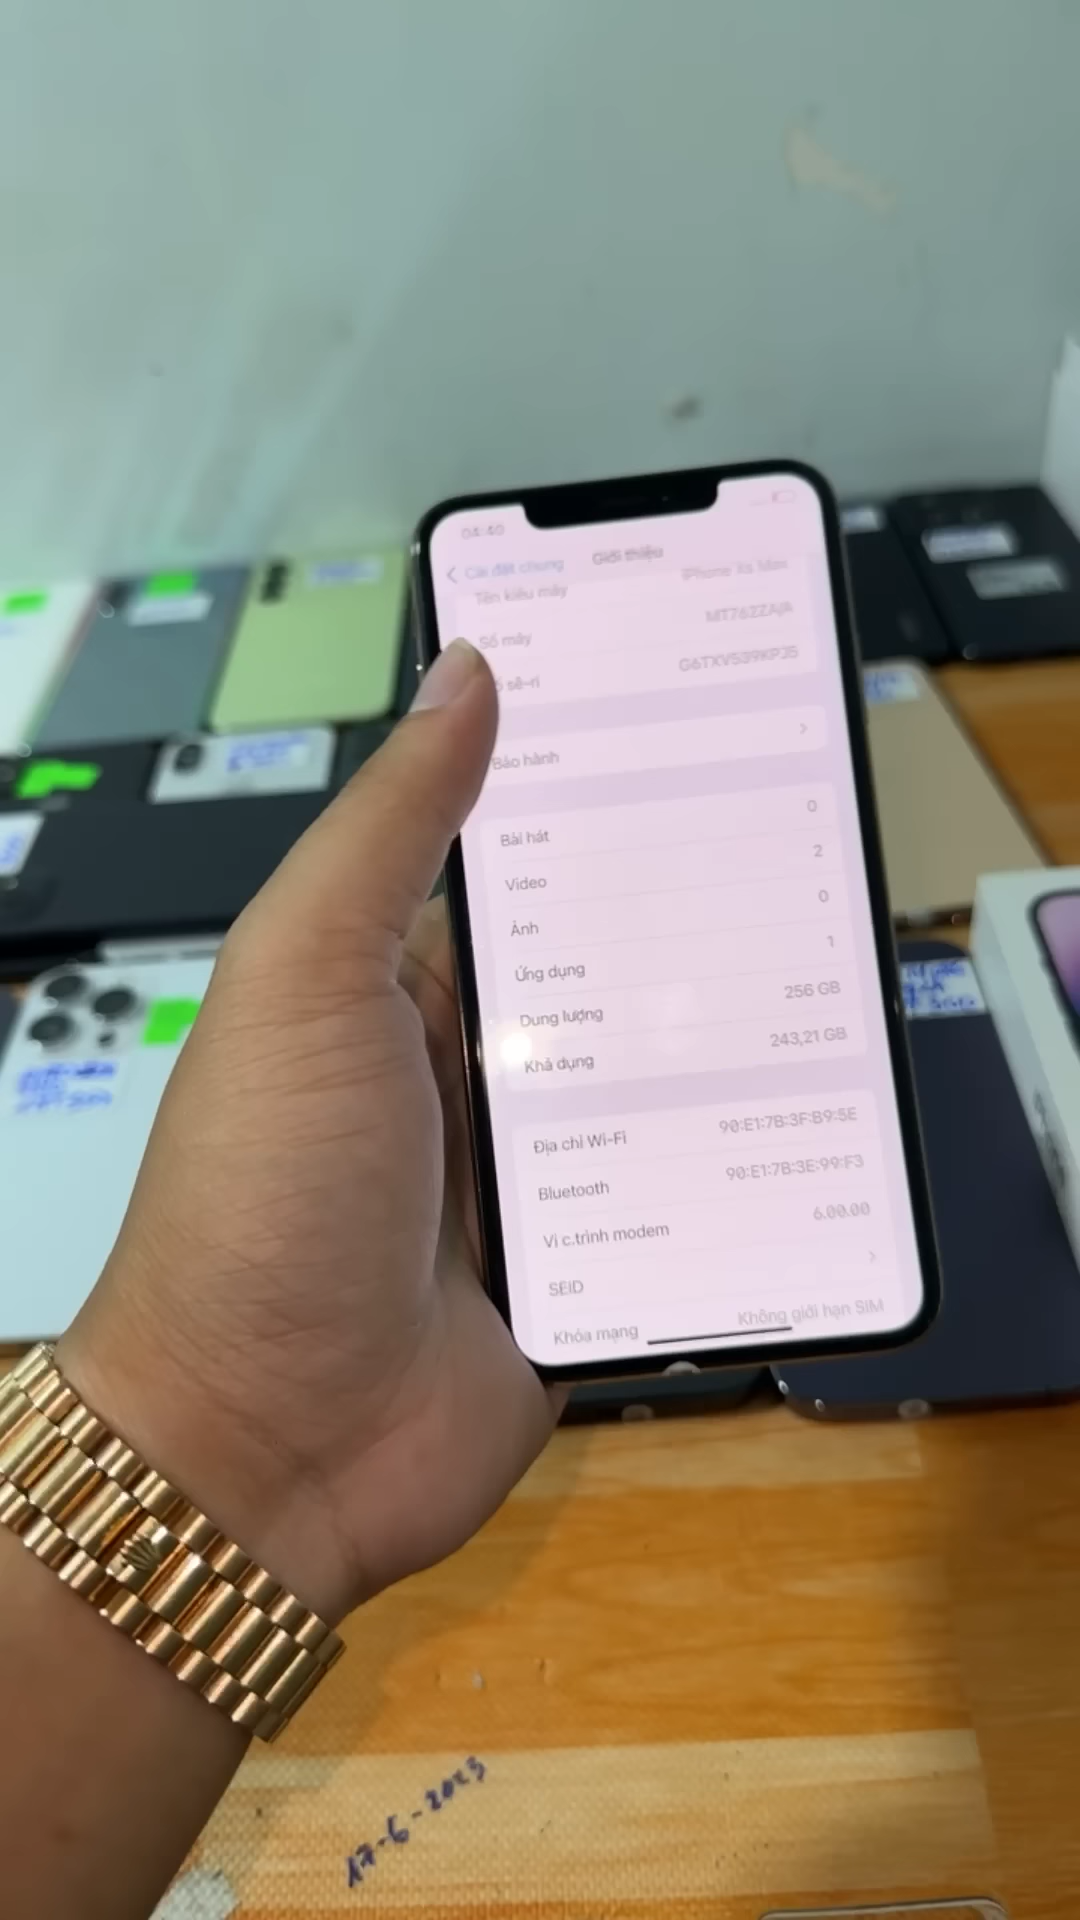 04:40
Cài đặt chung
Giới thiệu
Tên kiểu máy
iPhone Xs Max
Số máy
MT762ZA/A
sê-ri
G6TXV539KPJ5
Bảo hành
Bài hát
0
Video
2
Ảnh
0
Ứng dụng
1
Dung lượng
256 GB
Khả dụng
243,21 GB
Địa chỉ Wi-Fi
90:E1:7B:3F:B9:5E
Bluetooth
90:E1:7B:3E:99:F3
Vi c.trình modem
6.00.00
SEID
Khóa mạng
Không giới hạn SIM
17-6-2023